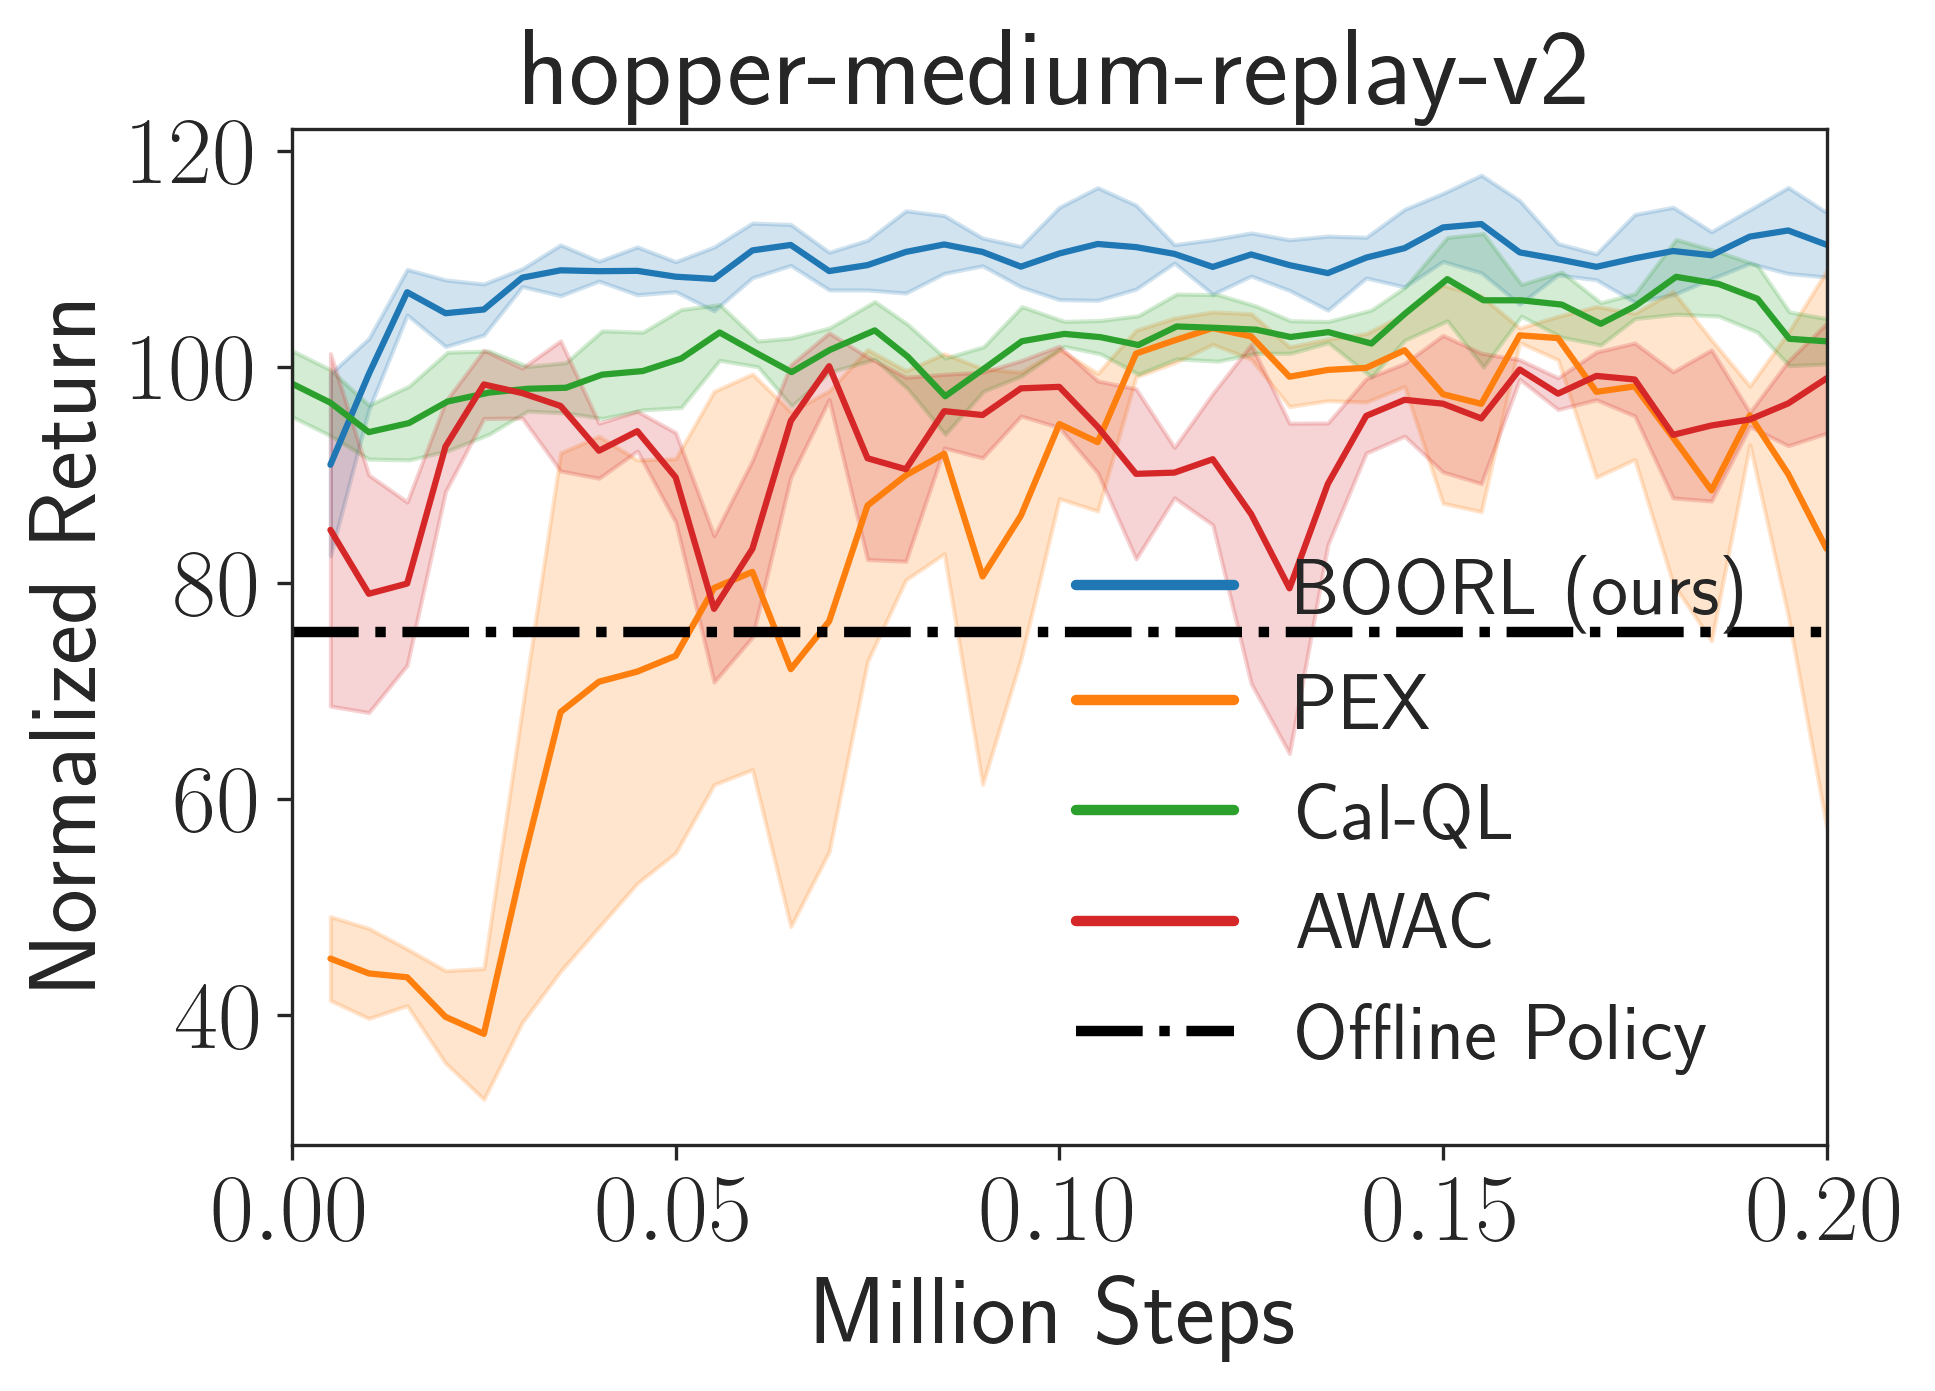 hopper-medium-replay-v2
Normalized Return
120
100
80
60
40
BOORL (ours)
PEX
Cal-QL
AWAC
Offline Policy
0.00 0.05 0.10 0.15 0.20
Million Steps